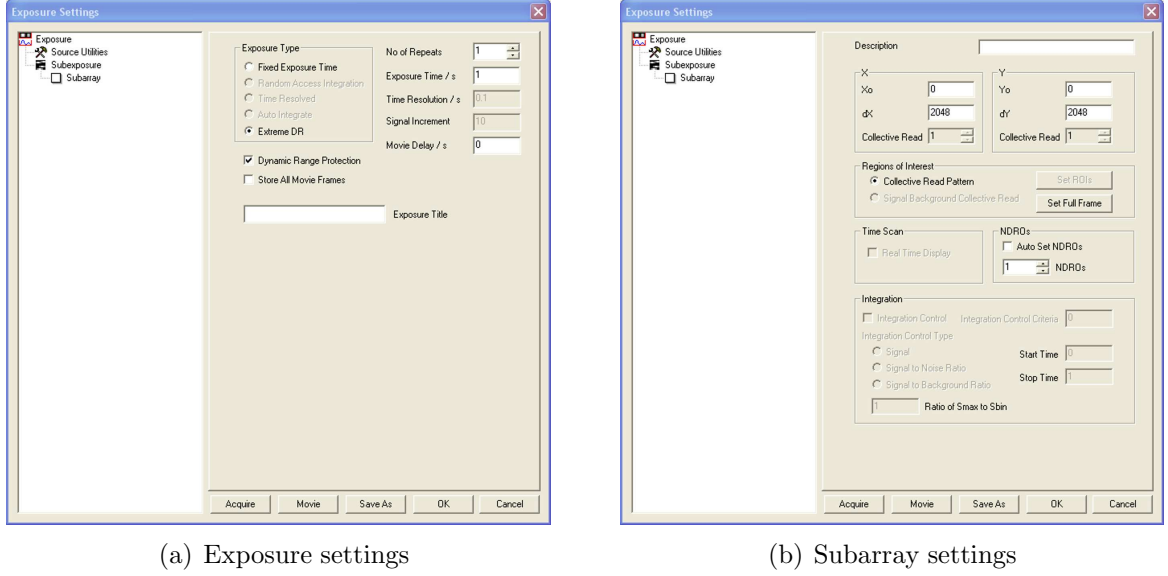 Exposure Settings
Exposure
Source Utilities
Subexposure
Subarray
Exposure Type
Fixed Exposure Time
Random Access Integration
Time Resolved
Auto Integrate
Extreme DR
No of Repeats 1
Exposure Time / s 1
Time Resolution / s 0.1
Signal Increment 10
Movie Delay / s 0
Dynamic Range Protection
Store All Movie Frames
Exposure Title
Acquire Movie Save As OK Cancel
(a) Exposure settings
Exposure Settings
Exposure
Source Utilities
Subexposure
Subarray
Description
X Y
Xo 0 Yo 0
dX 2048 dY 2048
Collective Read 1 Collective Read 1
Regions of Interest
Collective Read Pattern Set ROIs
Signal Background Collective Read Set Full Frame
Time Scan NDROs
Real Time Display Auto Set NDROs
1 NDROs
Integration
Integration Control Integration Control Criteria 0
Integration Control Type
Signal Start Time 0
Signal to Noise Ratio
Signal to Background Ratio Stop Time 1
1 Ratio of Smax to Sbin
Acquire Movie Save As OK Cancel
(b) Subarray settings